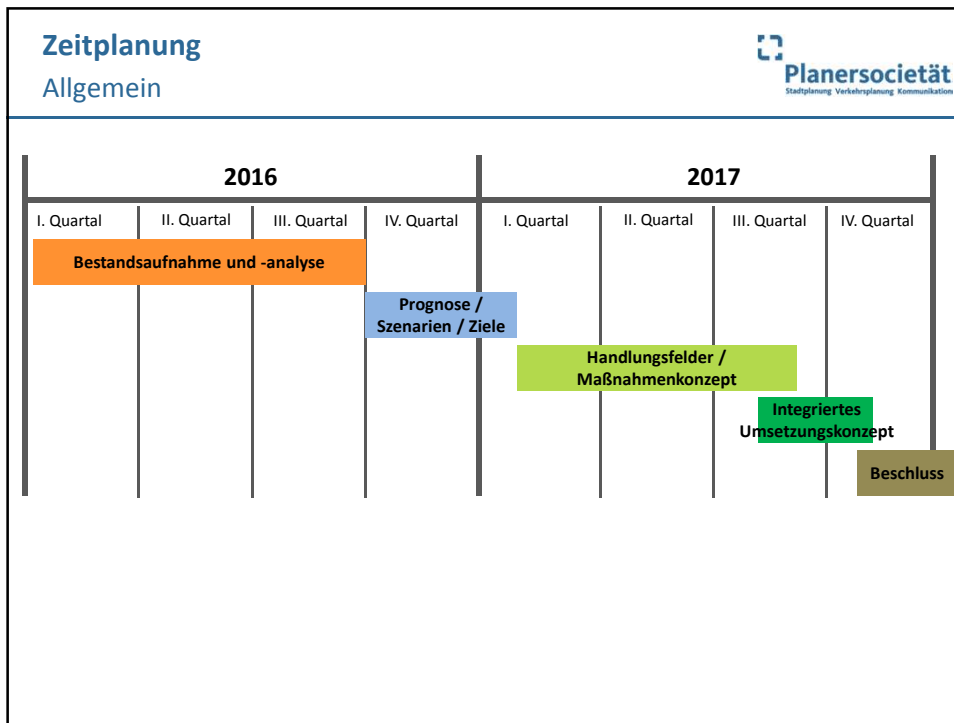 Zeitplanung
Allgemein
Planersocietät
Stadtplanung Verkehrsplanung Kommunikation
2016
2017
I. Quartal
II. Quartal
III. Quartal
IV. Quartal
I. Quartal
II. Quartal
III. Quartal
IV. Quartal
Bestandsaufnahme und -analyse
Prognose /
Szenarien / Ziele
Handlungsfelder /
Maßnahmenkonzept
Integriertes
Umsetzungskonzept
Beschluss